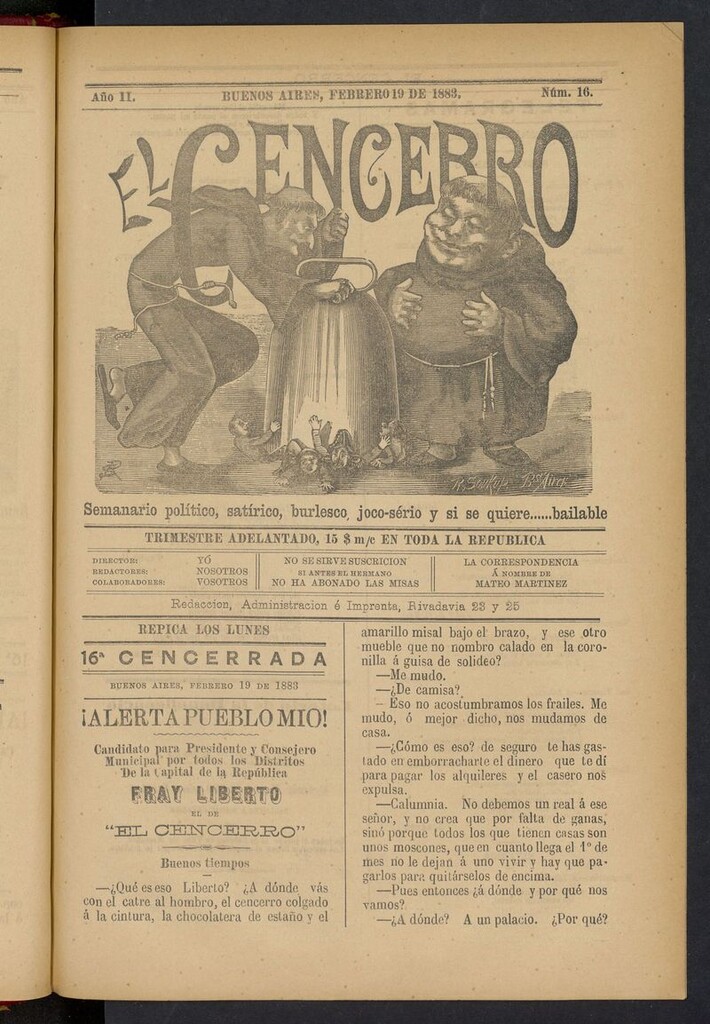 Año II.
BUENOS AIRES, FEBRERO 19 DE 1883.
Núm. 16.
EL CENCERRO
Bs Aires
Semanario político, satírico, burlesco, joco-sério y si se quiere......bailable
TRIMESTRE ADELANTADO, 15 $ m/c EN TODA LA REPUBLICA
DIRECTOR: YÓ
REDACTORES: NOSOTROS
COLABORADORES: VOSOTROS
NO SE SIRVE SUSCRICION
SI ANTES EL HERMANO
NO HA ABONADO LAS MISAS
LA CORRESPONDENCIA
Á NOMBRE DE
MATEO MARTINEZ
Redaccion, Administracion é Imprenta, Rivadavia 23 y 25
REPICA LOS LUNES
16ª CENCERRADA
BUENOS AIRES, FEBRERO 19 DE 1883
¡ALERTA PUEBLO MIO!
Candidato para Presidente y Consejero
Municipal por todos los Distritos
De la Capital de la República
FRAY LIBERTO
EL DE
"EL CENCERRO"
Buenos tiempos
—¿Qué es eso Liberto? ¿A dónde vás
con el catre al hombro, el cencerro colgado
á la cintura, la chocolatera de estaño y el
amarillo misal bajo el brazo, y ese otro
mueble que no nombro calado en la coro-
nilla á guisa de solideo?
—Me mudo.
—¿De camisa?
— Eso no acostumbramos los frailes. Me
mudo, ó mejor dicho, nos mudamos de
casa.
—¿Cómo es eso? de seguro te has gas-
tado en emborracharte el dinero que te dí
para pagar los alquileres y el casero nos
expulsa.
—Calumnia. No debemos un real á ese
señor, y no crea que por falta de ganas,
sinó porque todos los que tienen casas son
unos moscones, que en cuanto llega el 1º de
mes no le dejan á uno vivir y hay que pa-
garlos para quitárselos de encima.
—Pues entonces ¿á dónde y por qué nos
vamos?
—¿A dónde? A un palacio. ¿Por qué?